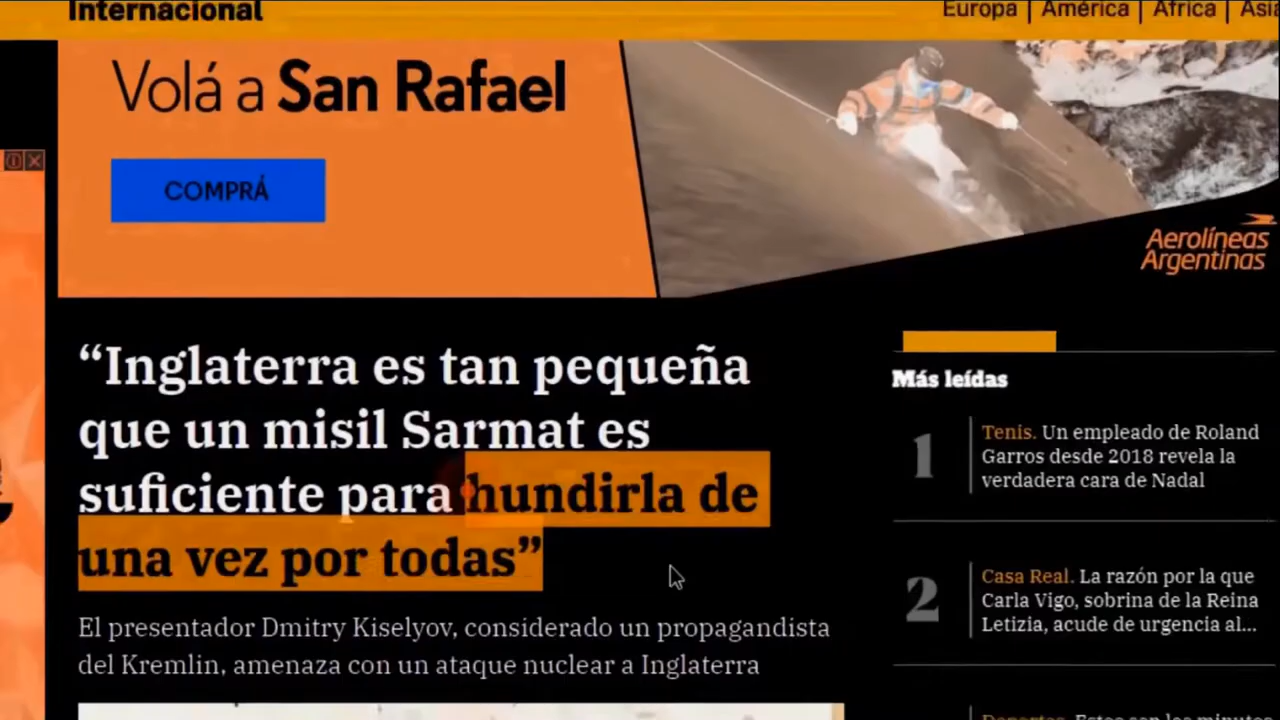 Internacional
Europa | América | África |
Volá a San Rafael
COMPRÁ
Aerolíneas
Argentinas
“Inglaterra es tan pequeña
que un misil Sarmat es
suficiente para hundirla de
una vez por todas”
El presentador Dmitry Kiselyov, considerado un propagandista
del Kremlin, amenaza con un ataque nuclear a Inglaterra
Más leídas
1
Tenis. Un empleado de Roland
Garros desde 2018 revela la
verdadera cara de Nadal
2
Casa Real. La razón por la que
Carla Vigo, sobrina de la Reina
Letizia, acude de urgencia al...